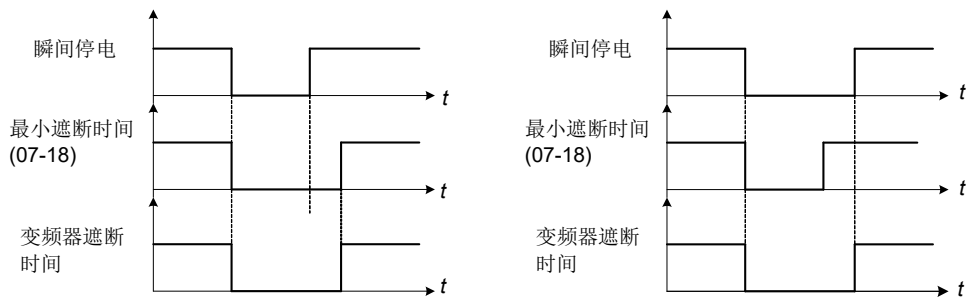 瞬间停电
t
最小遮断时间
(07-18)
t
变频器遮断
时间
t
瞬间停电
t
最小遮断时间
(07-18)
t
变频器遮断
时间
t